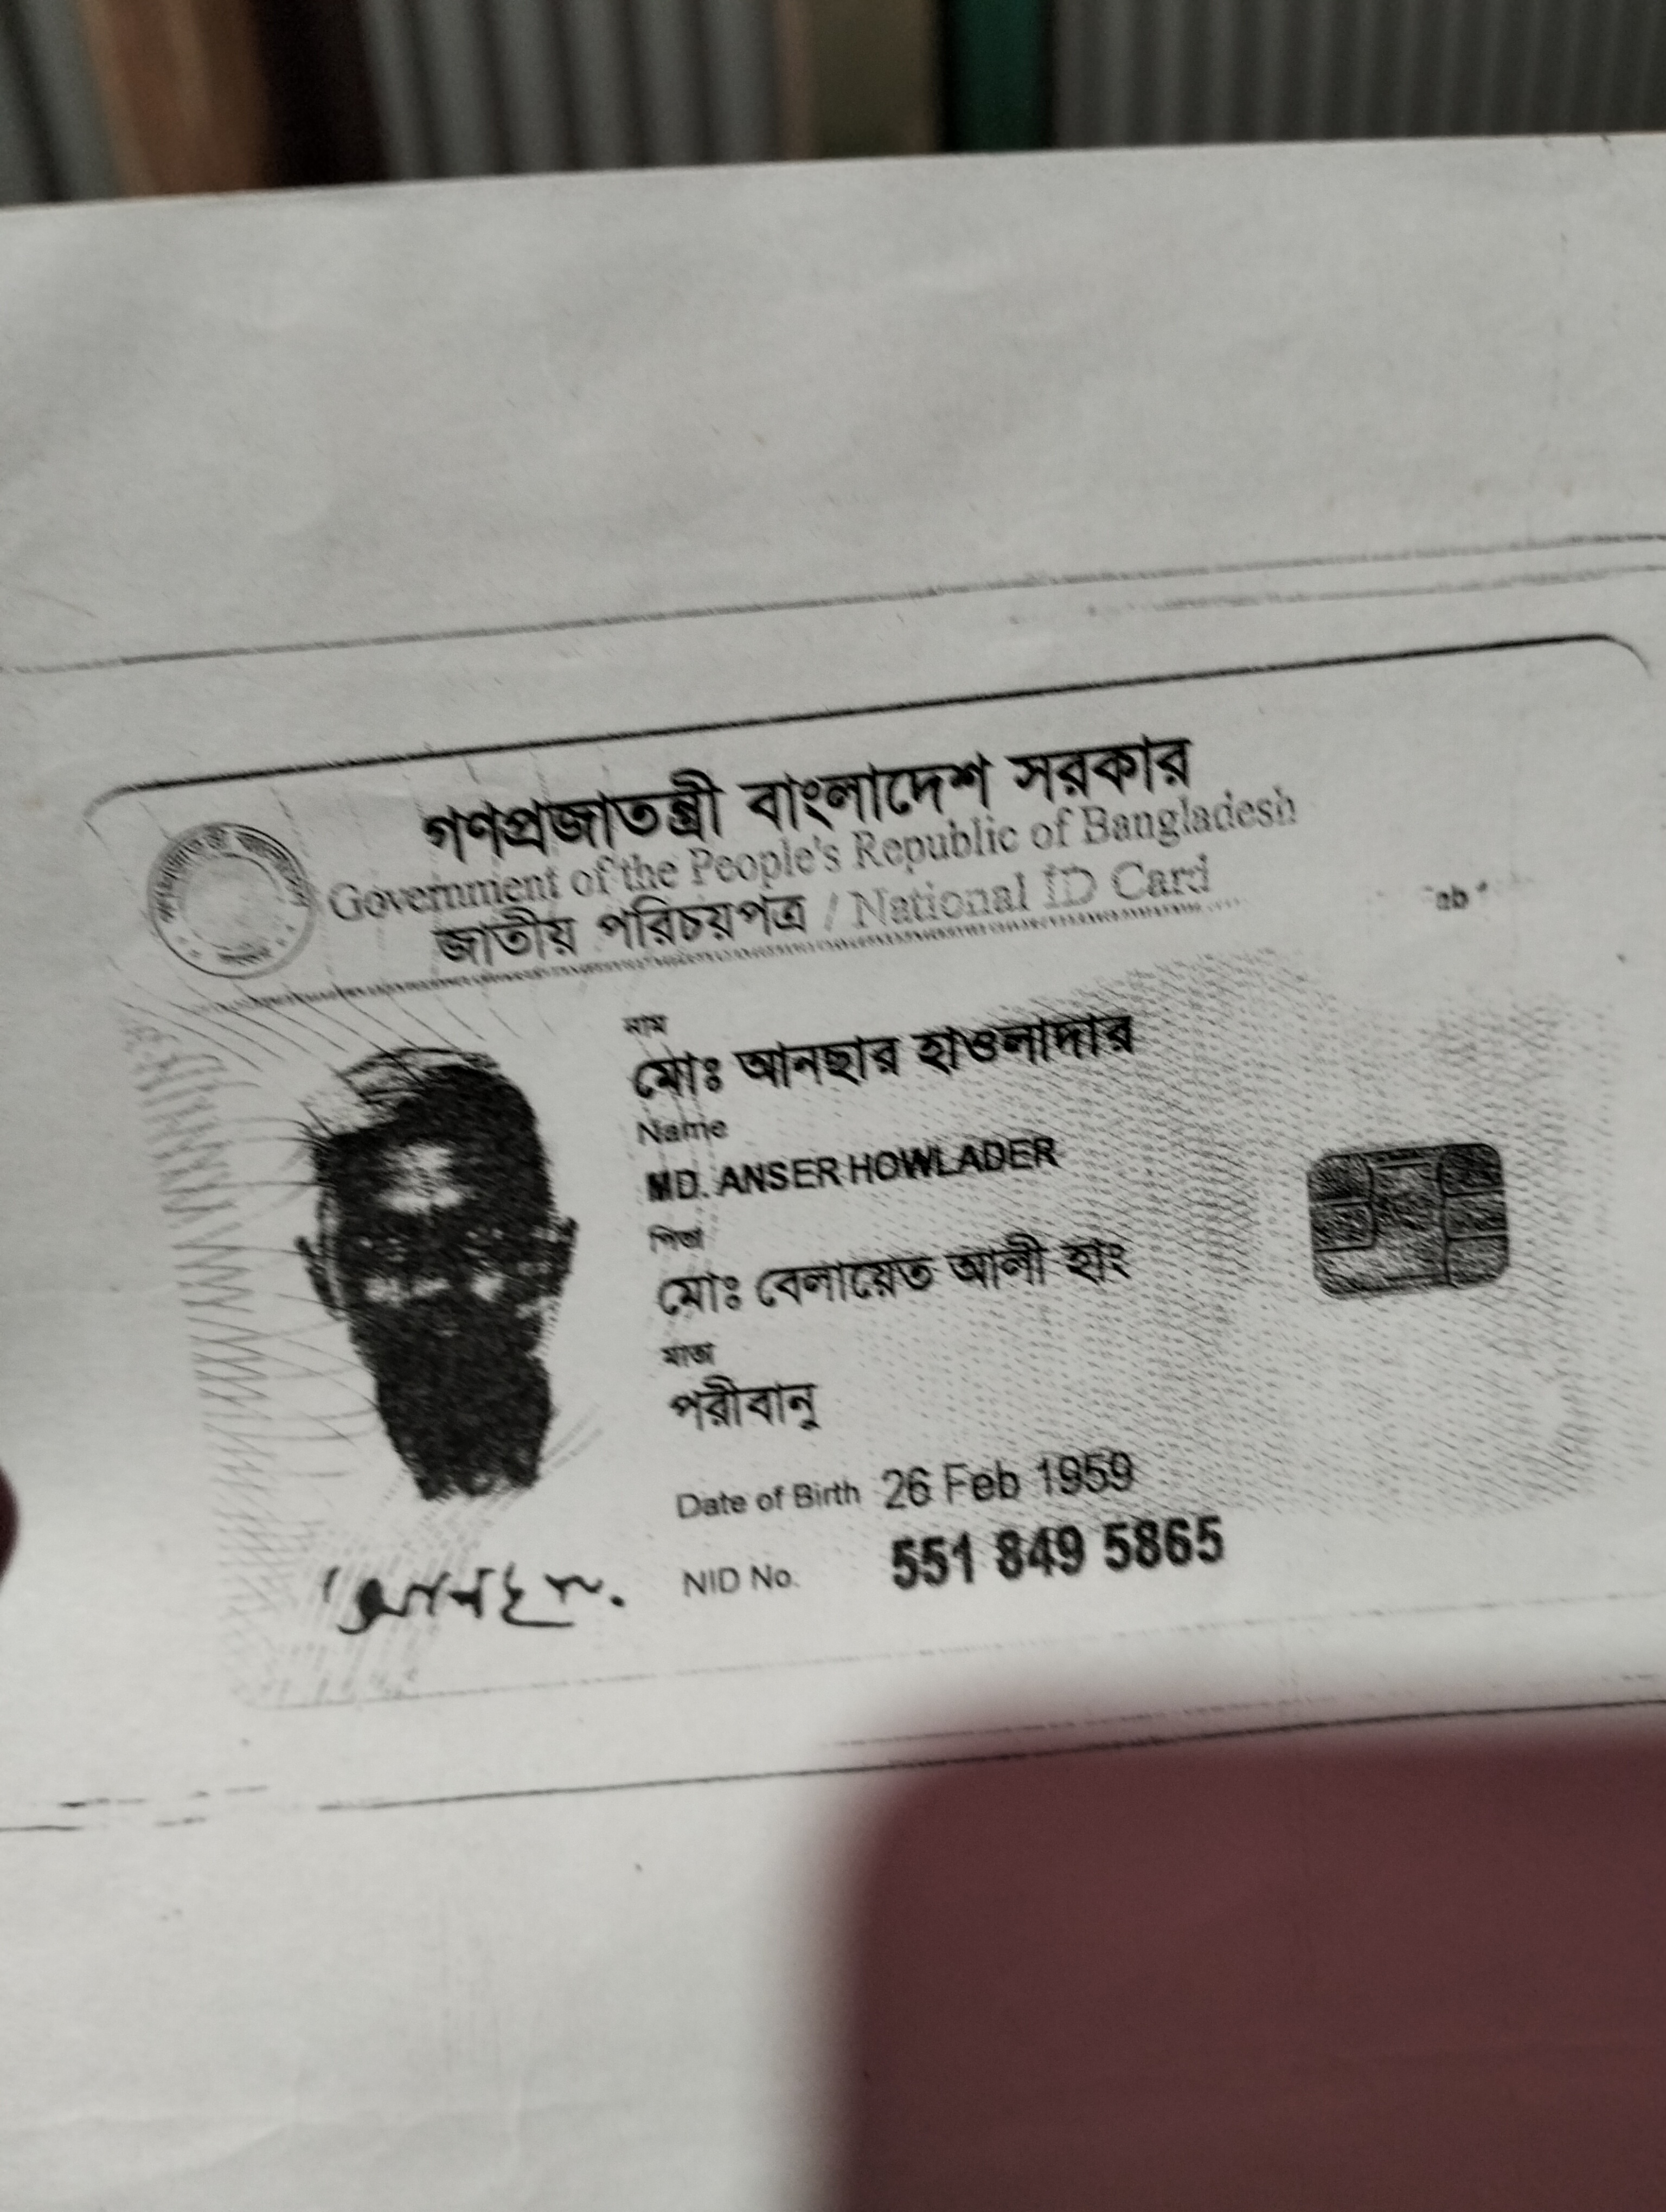 গণপ্রজাতন্ত্রী বাংলাদেশ সরকার
Government of the People's Republic of Bangladesh
জাতীয় পরিচয়পত্র / National ID Card
নাম
মোঃ আনছার হাওলাদার
Name
MD. ANSER HOWLADER
পিতা
মোঃ বেলায়েত আলী হাং
মাতা
পরীবানু
Date of Birth 26 Feb 1959
NID No. 551 849 5865